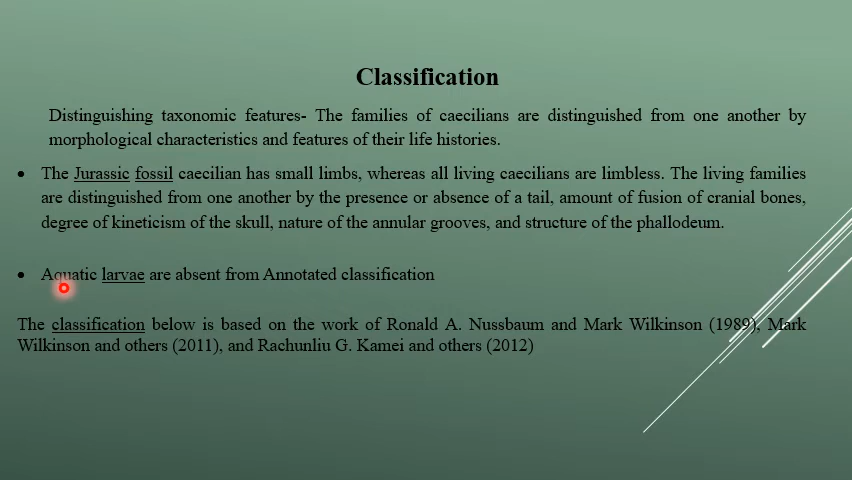 Classification
Distinguishing taxonomic features- The families of caecilians are distinguished from one another by
morphological characteristics and features of their life histories.
• The Jurassic fossil caecilian has small limbs, whereas all living caecilians are limbless. The living families
are distinguished from one another by the presence or absence of a tail, amount of fusion of cranial bones,
degree of kineticism of the skull, nature of the annular grooves, and structure of the phallodeum.
• Aquatic larvae are absent from Annotated classification
The classification below is based on the work of Ronald A. Nussbaum and Mark Wilkinson (1989), Mark
Wilkinson and others (2011), and Rachunliu G. Kamei and others (2012)